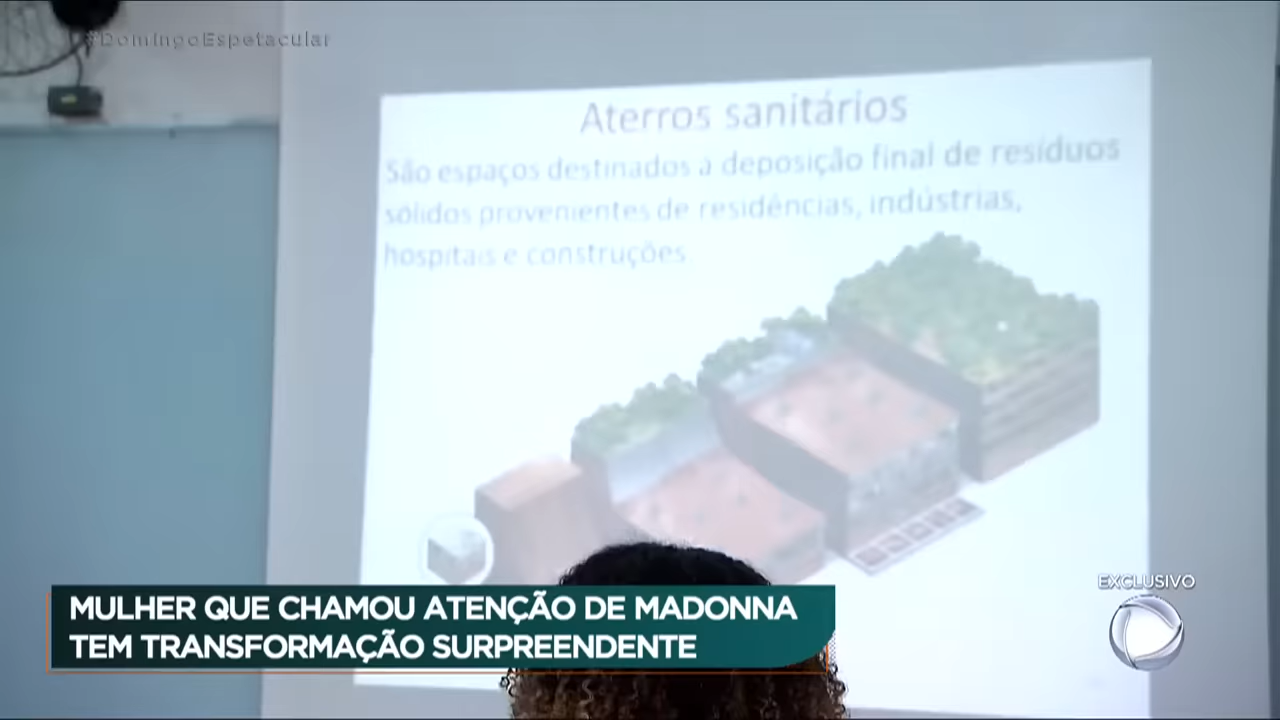 #DomingoEspetacular
Aterros sanitários
São espaços destinados a deposição final de resíduos
sólidos provenientes de residências, indústrias,
hospitais e construções
EXCLUSIVO
MULHER QUE CHAMOU ATENÇÃO DE MADONNA
TEM TRANSFORMAÇÃO SURPREENDENTE